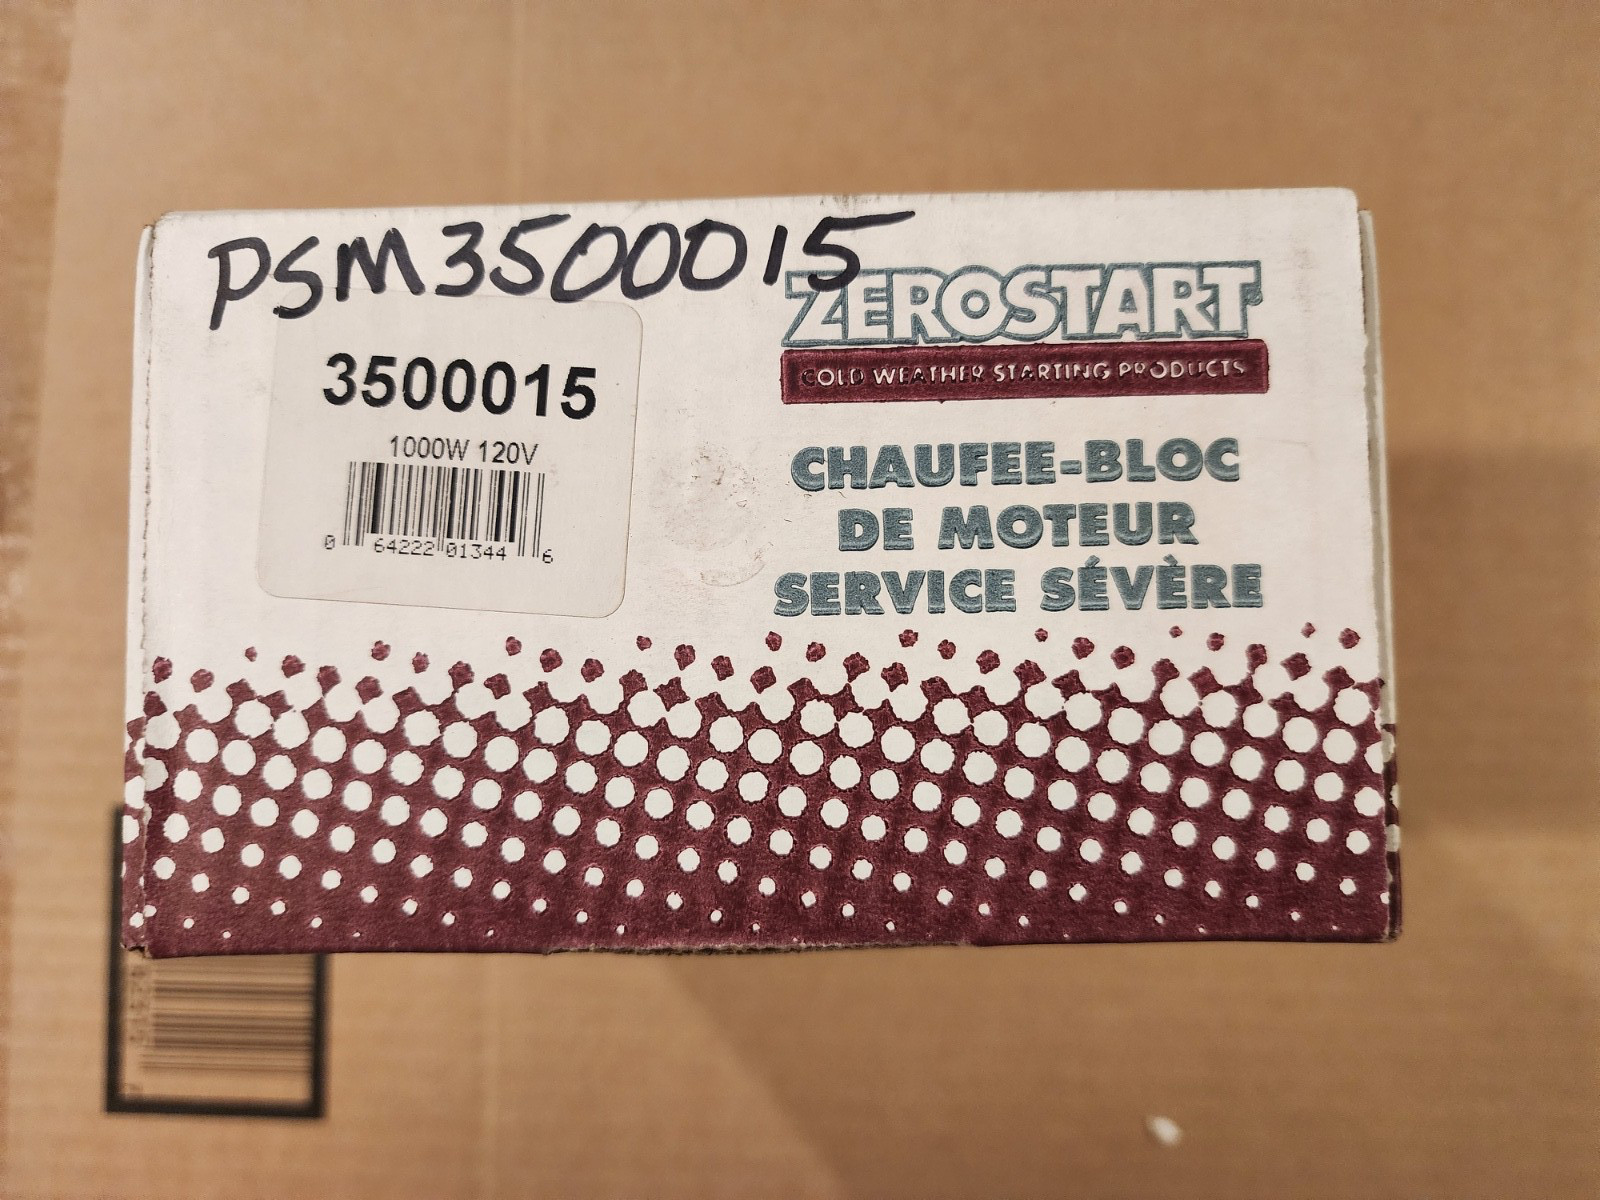 PSM3500015
3500015
1000W 120V
0 64222 01344 6
ZEROSTART
COLD WEATHER STARTING PRODUCTS
CHAUFEE-BLOC
DE MOTEUR
SERVICE SÉVÈRE